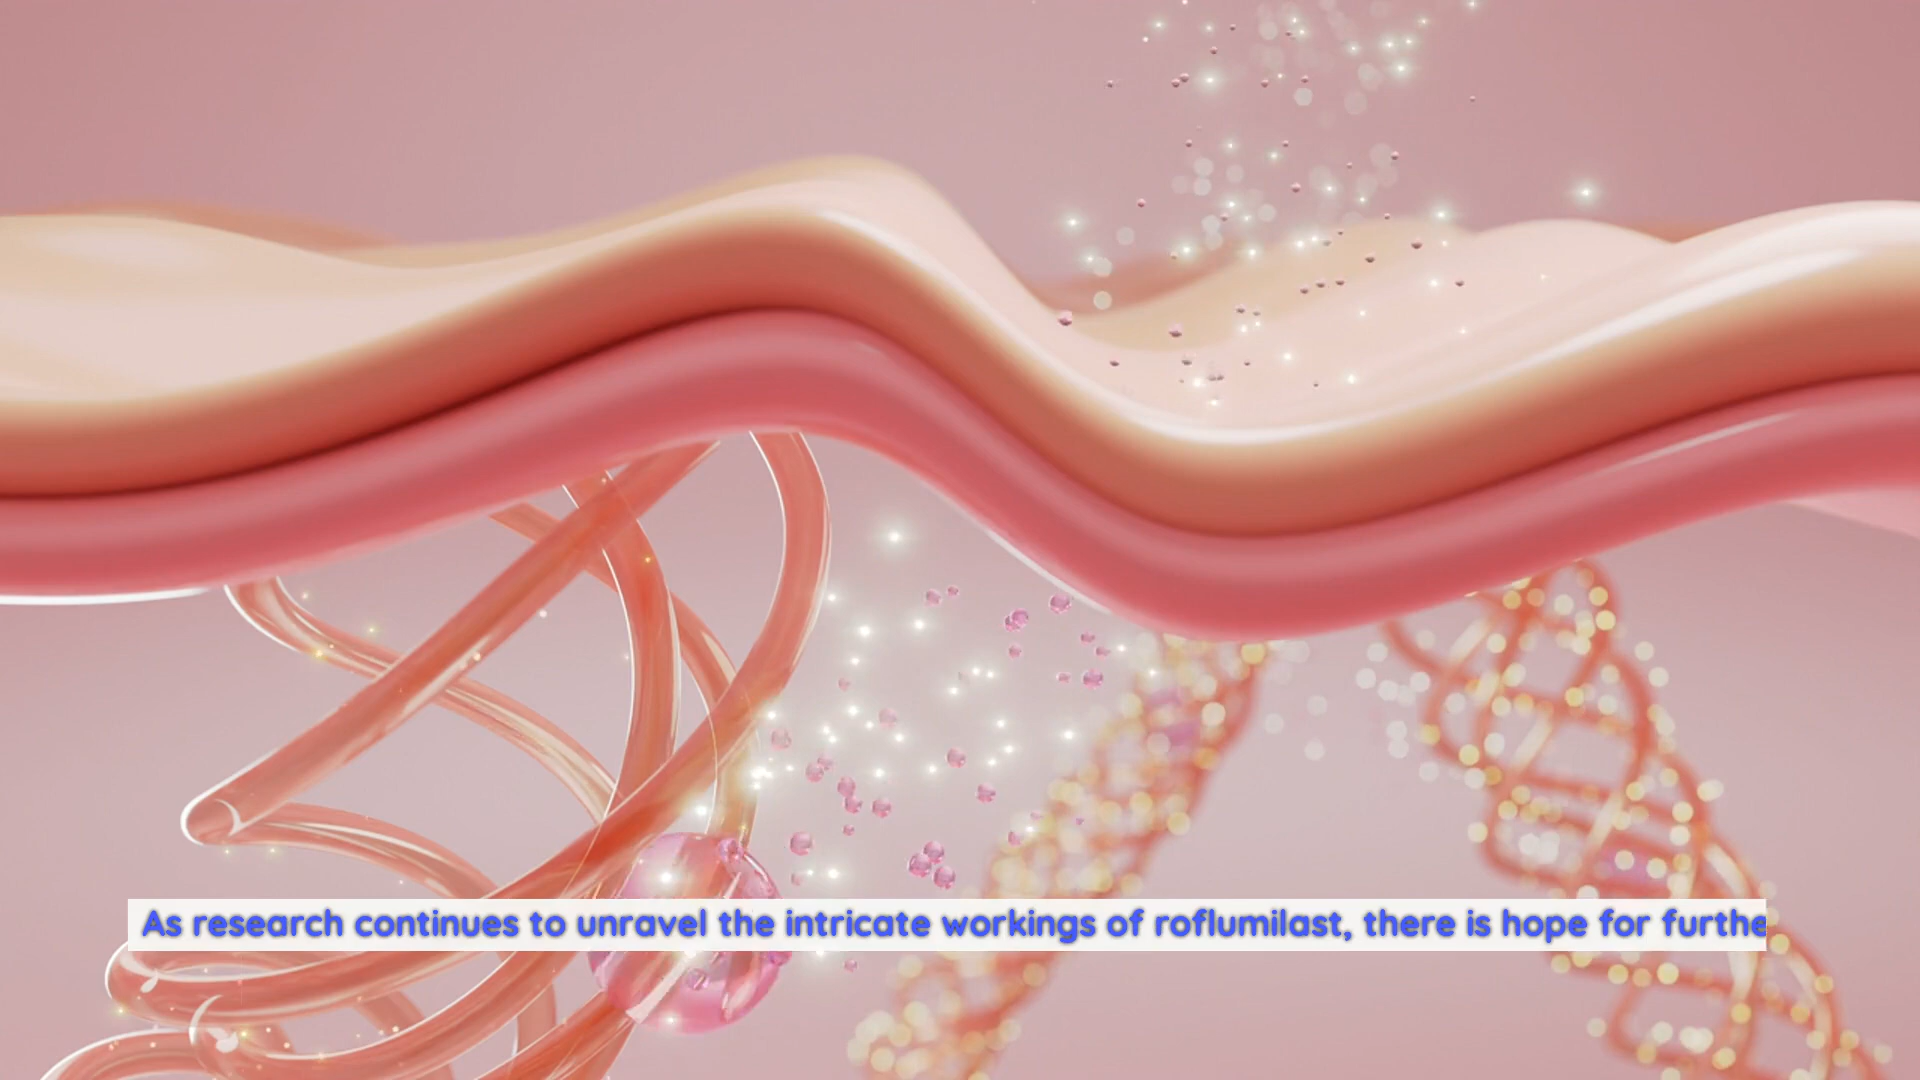 As research continues to unravel the intricate workings of roflumilast, there is hope for furthe